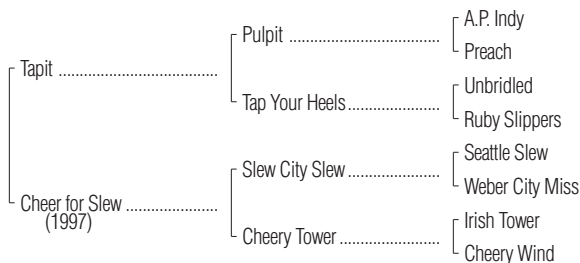 A.P. Indy
Pulpit ........................................
Preach
Tapit ..........................................
Unbridled
Tap Your Heels.........................
Ruby Slippers
Seattle Slew
Slew City Slew.........................
Weber City Miss
Cheer for Slew.........................
(1997)
Irish Tower
Cheery Tower...........................
Cheery Wind